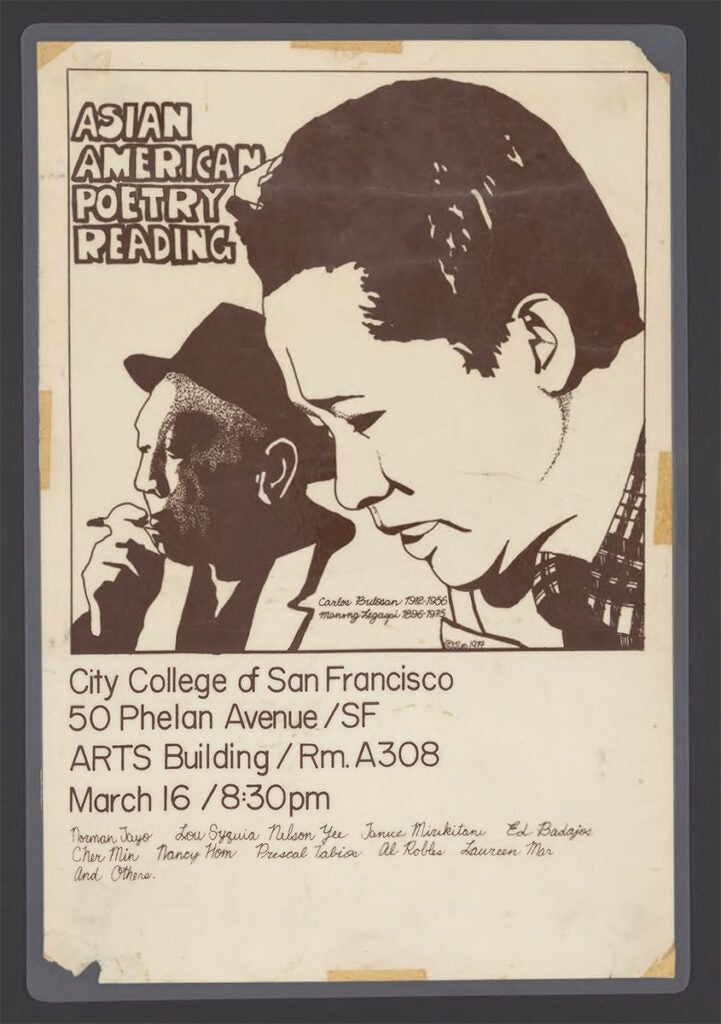 ASIAN
AMERICAN
POETRY
READING
Carlos Bulosan 1912-1956
Manong Legaspi 1896-1975
© 1977
City College of San Francisco
50 Phelan Avenue/SF
ARTS Building/Rm. A308
March 16 /8:30pm
Norman Jayo Lou Syquia Nelson Yee Janice Mirikitani Ed Badajos
Cher Min Nancy Hom Prescal Tabios Al Robles Laureen Mar
And Others.